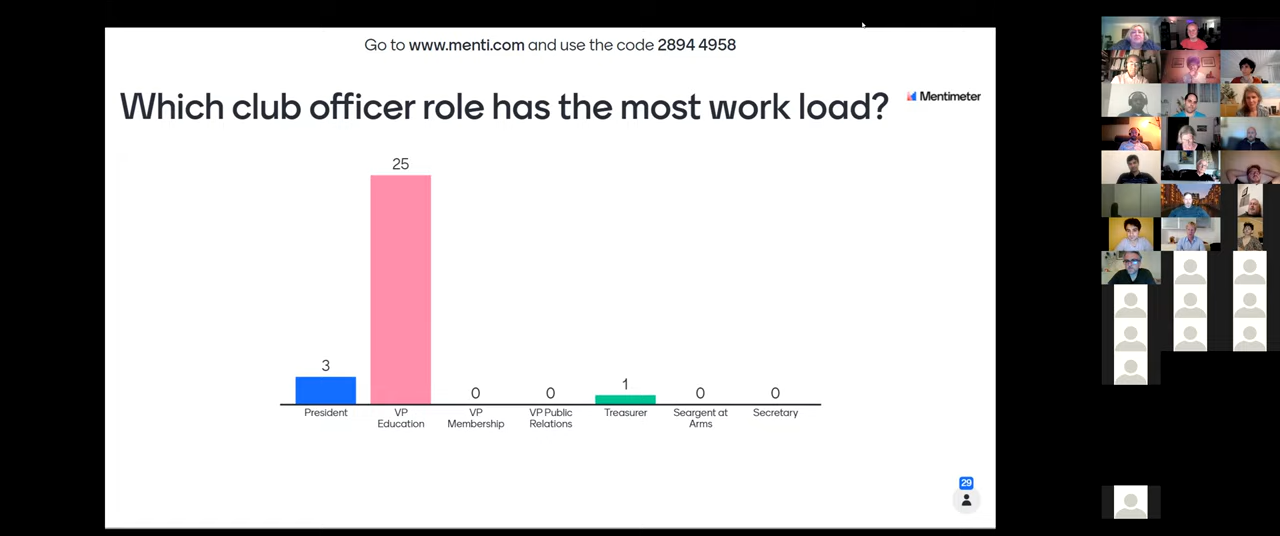 Go to www.menti.com and use the code 2894 4958
Which club officer role has the most work load?
Mentimeter
25
3
0
0
1
0
0
President
VP
Education
VP
Membership
VP Public
Relations
Treasurer
Seargent at
Arms
Secretary
29